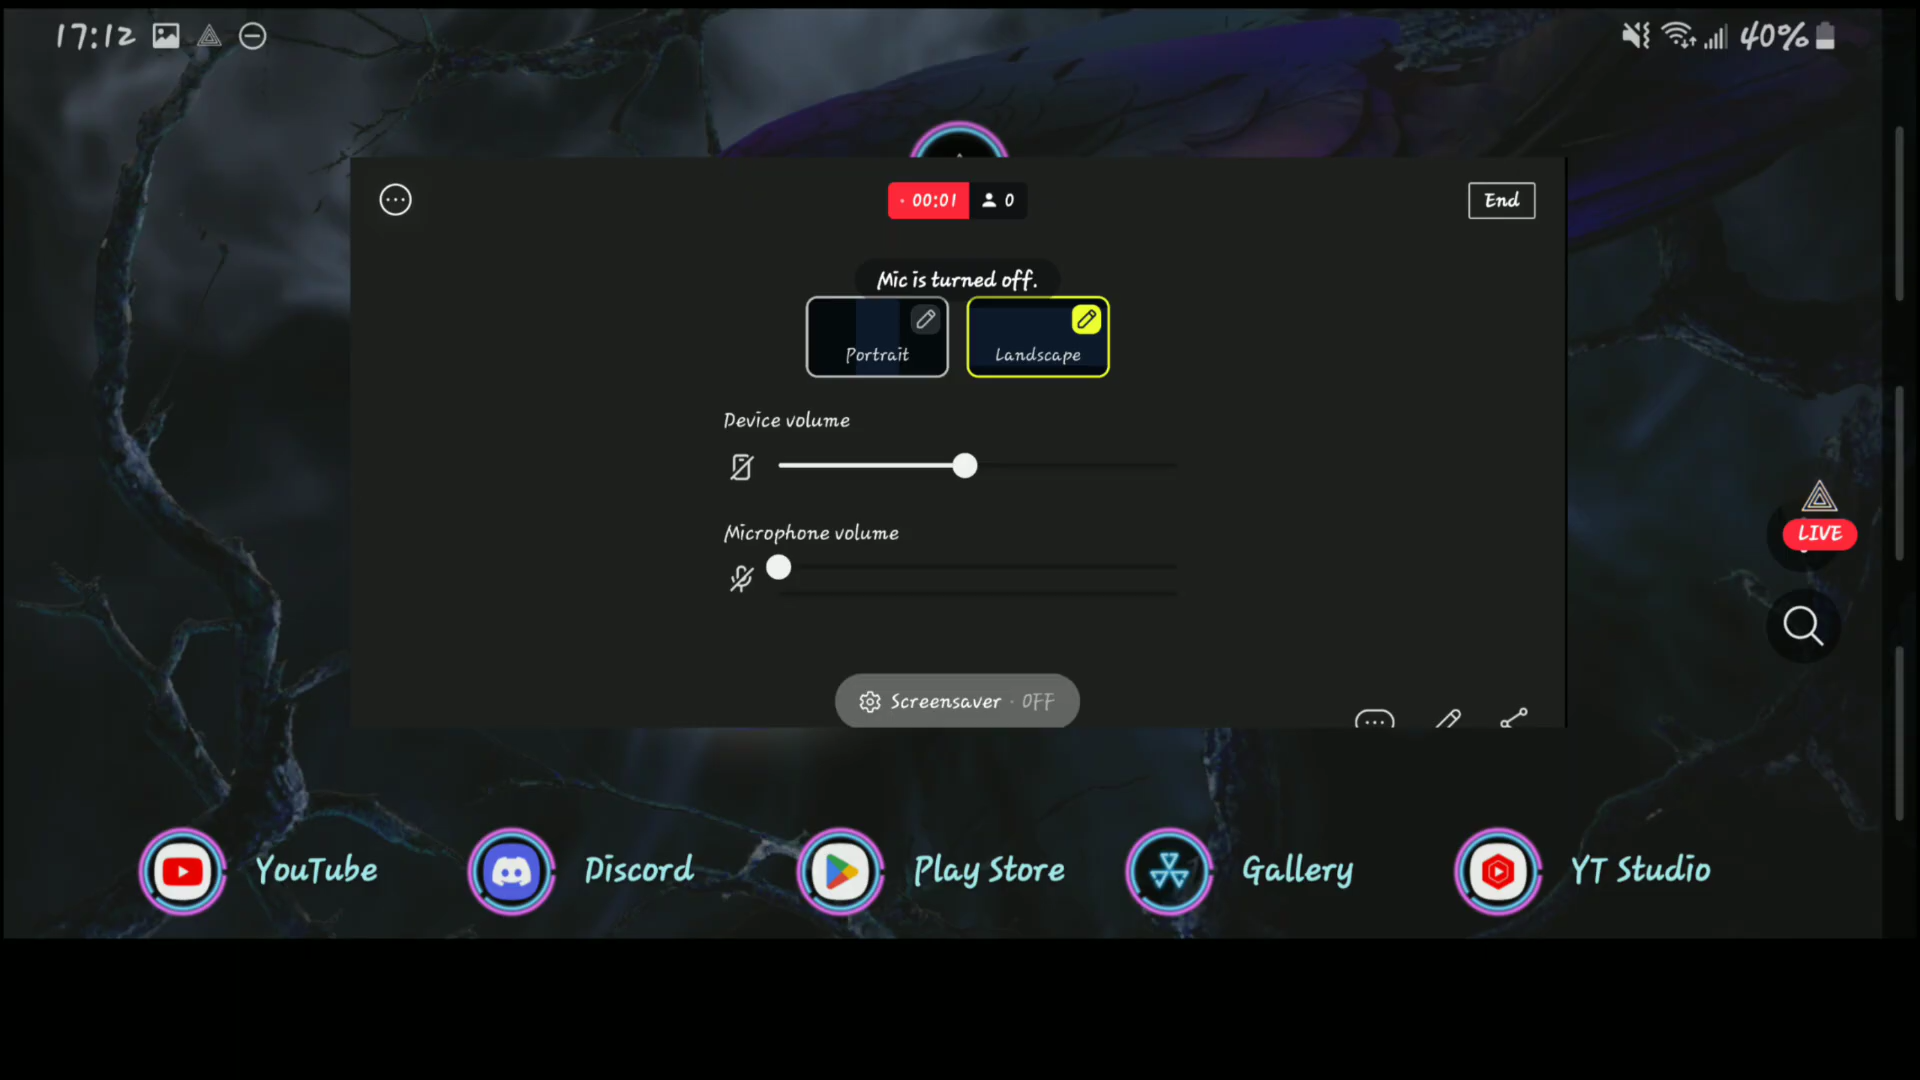 17:12
40%
00:01
0
End
Mic is turned off.
Portrait
Landscape
Device volume
LIVE
Microphone volume
Screensaver · OFF
YouTube
Discord
Play Store
Gallery
YT Studio